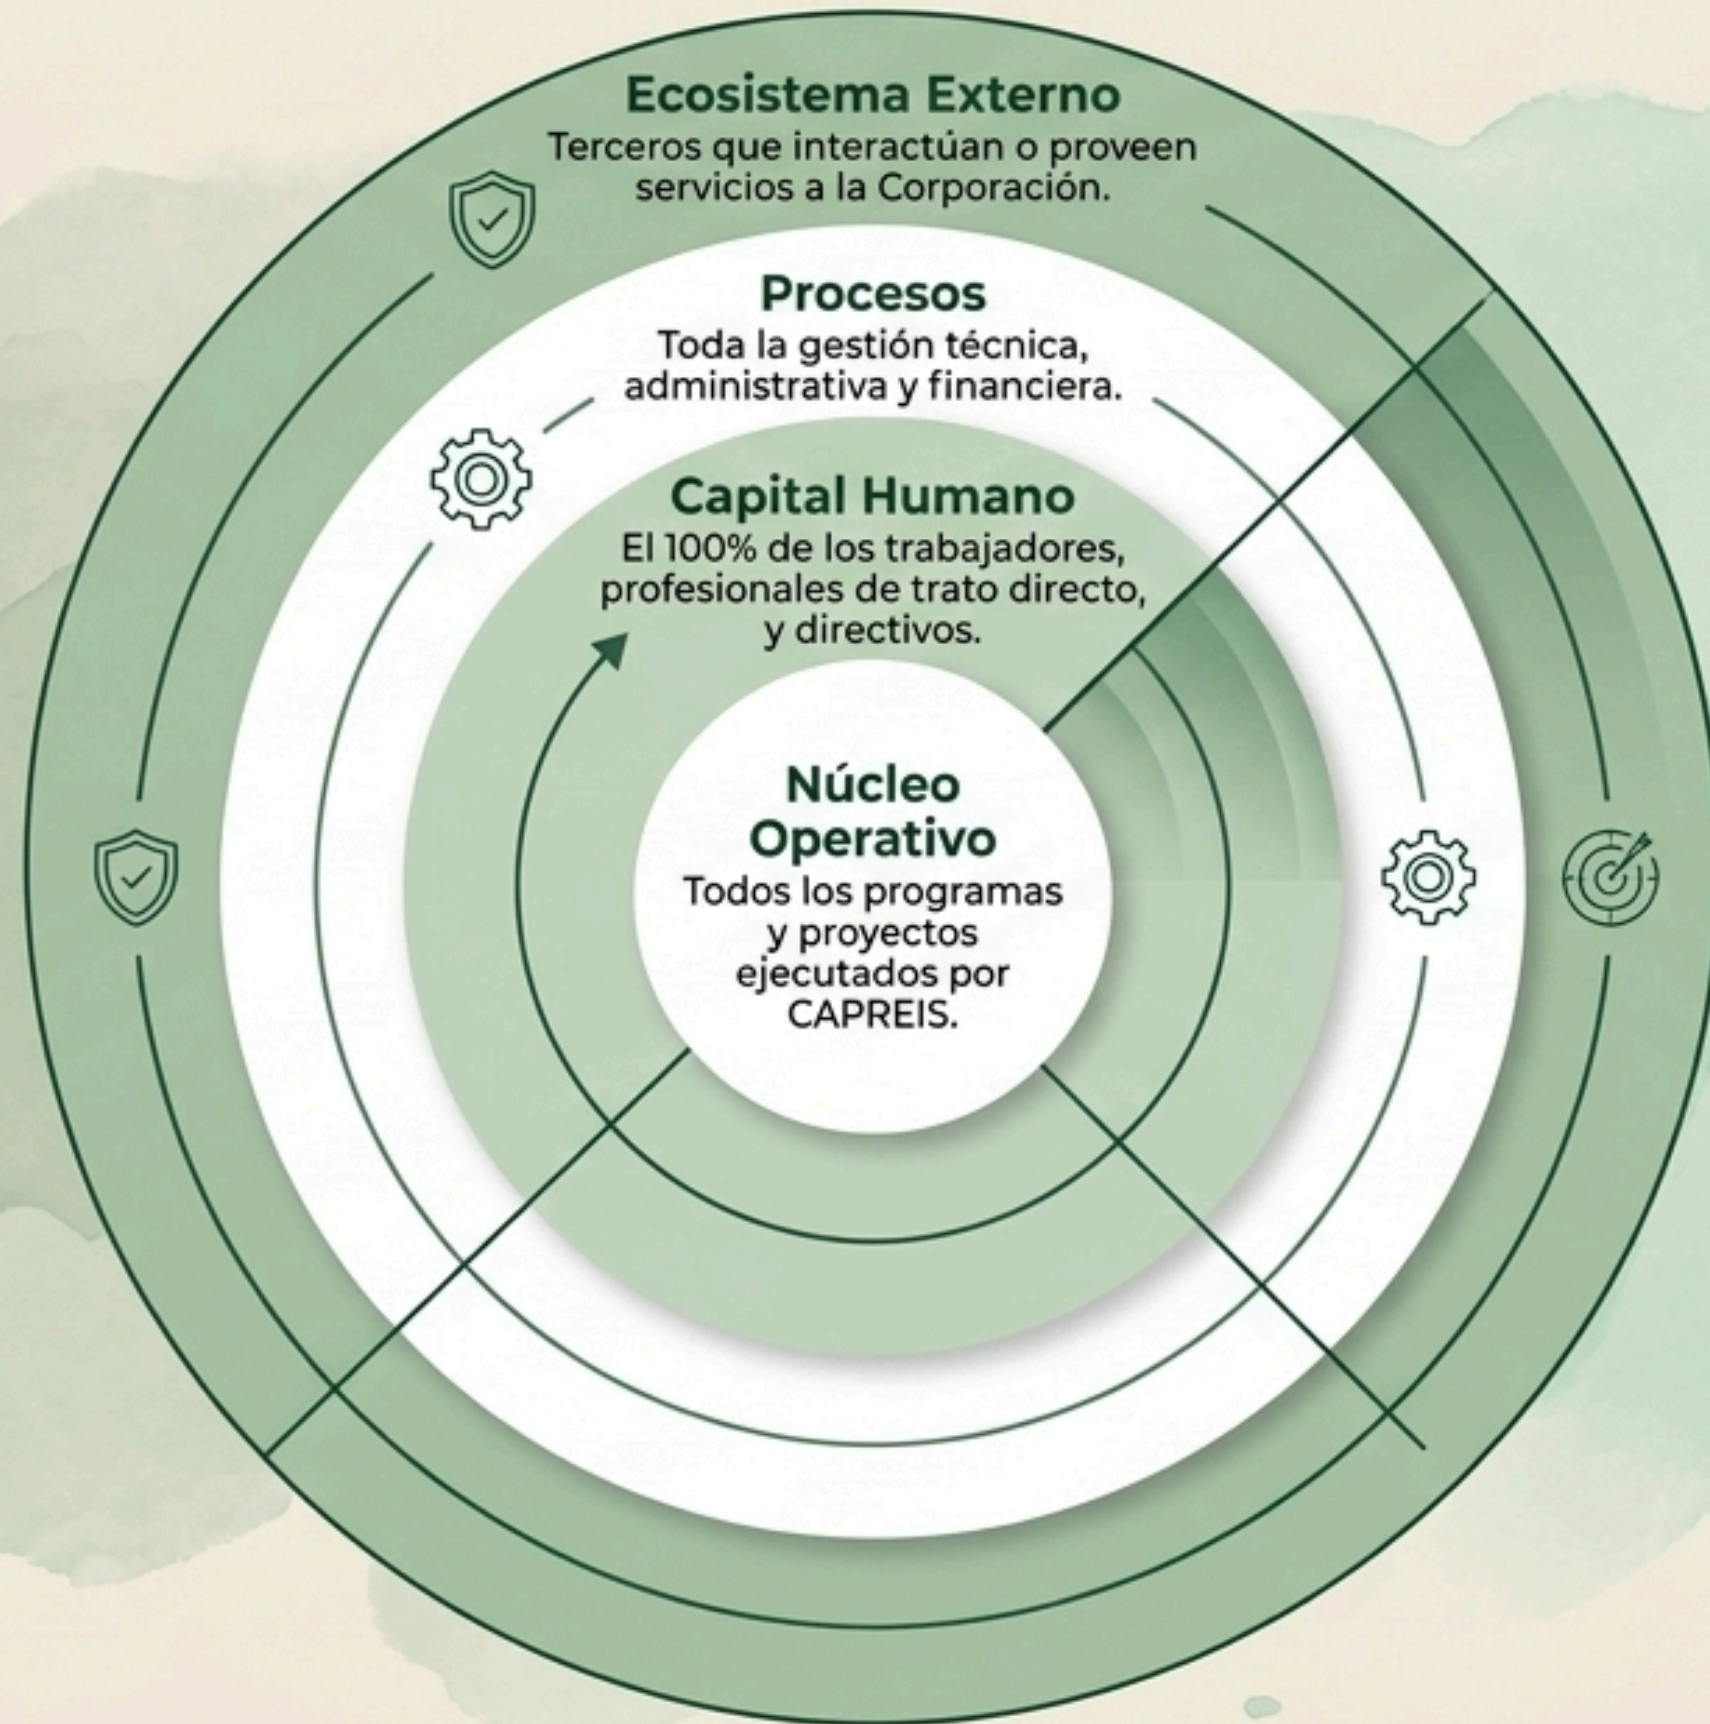 Ecosistema Externo
Terceros que interactúan o proveen
servicios a la Corporación.
Procesos
Toda la gestión técnica,
administrativa y financiera.
Capital Humano
El 100% de los trabajadores,
profesionales de trato directo,
y directivos.
Núcleo
Operativo
Todos los programas
y proyectos
ejecutados por
CAPREIS.